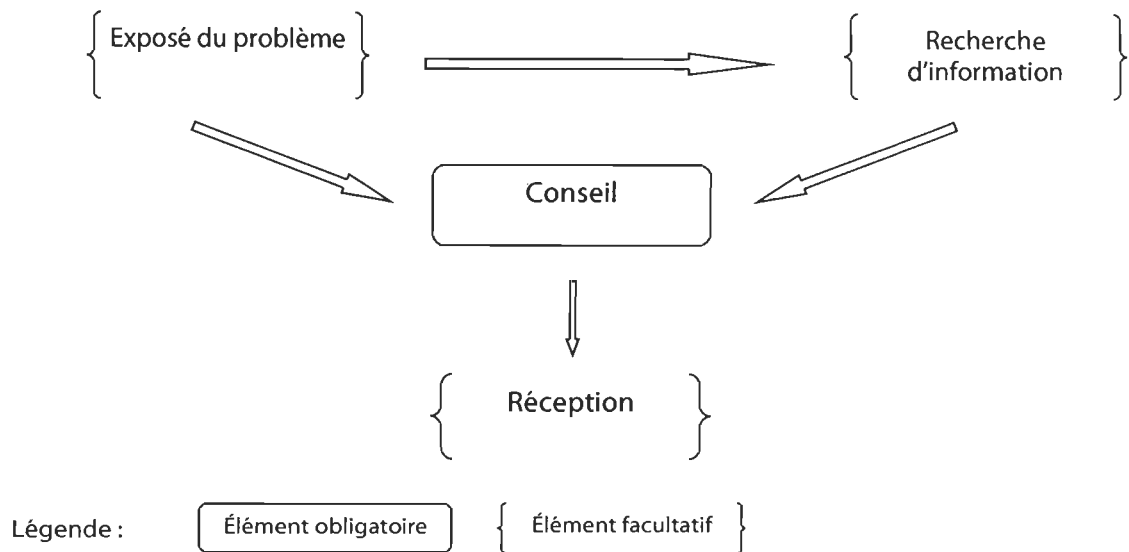 Exposé du problème
Recherche
d'information
Conseil
Réception
Légende :
Élément obligatoire
Élément facultatif